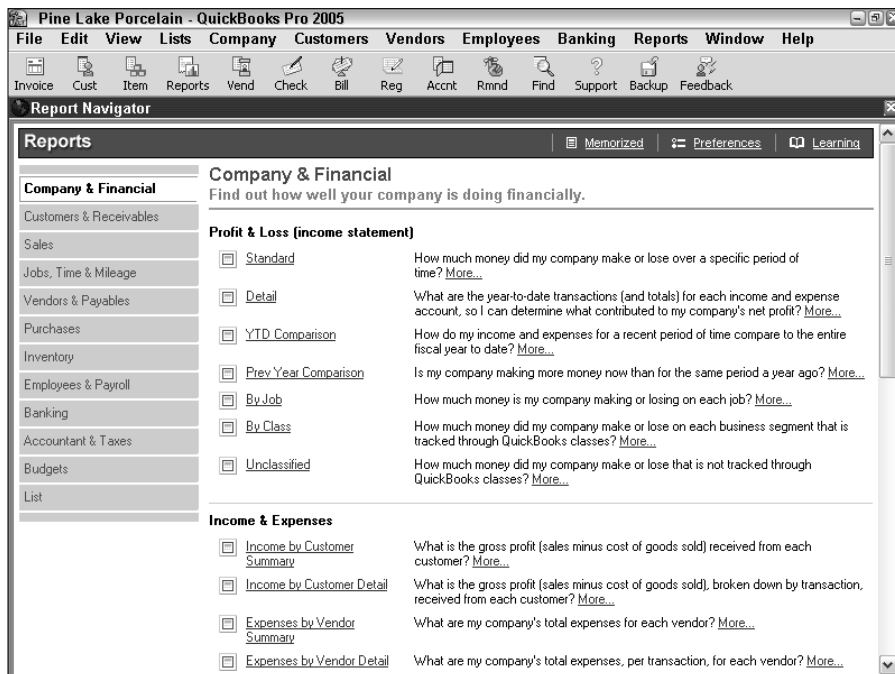 Pine Lake Porcelain - QuickBooks Pro 2005
File Edit View Lists Company Customers Vendors Employees Banking Reports Window Help
Invoice Cust Item Reports Vend Check Bill Reg Accnt Rmnd Find Support Backup Feedback
Report Navigator
Reports
Memorized Preferences Learning
Company & Financial
Customers & Receivables
Sales
Jobs, Time & Mileage
Vendors & Payables
Purchases
Inventory
Employees & Payroll
Banking
Accountant & Taxes
Budgets
List
Company & Financial
Find out how well your company is doing financially.
Profit & Loss (income statement)
Standard How much money did my company make or lose over a specific period of
time? More...
Detail What are the year-to-date transactions (and totals) for each income and expense
account, so I can determine what contributed to my company's net profit? More...
YTD Comparison How do my income and expenses for a recent period of time compare to the entire
fiscal year to date? More...
Prev Year Comparison Is my company making more money now than for the same period a year ago? More...
By Job How much money is my company making or losing on each job? More...
By Class How much money did my company make or lose on each business segment that is
tracked through QuickBooks classes? More...
Unclassified How much money did my company make or lose that is not tracked through
QuickBooks classes? More...
Income & Expenses
Income by Customer What is the gross profit (sales minus cost of goods sold) received from each
Summary customer? More...
Income by Customer Detail What is the gross profit (sales minus cost of goods sold), broken down by transaction,
received from each customer? More...
Expenses by Vendor What are my company's total expenses for each vendor? More...
Summary
Expenses by Vendor Detail What are my company's total expenses, per transaction, for each vendor? More...